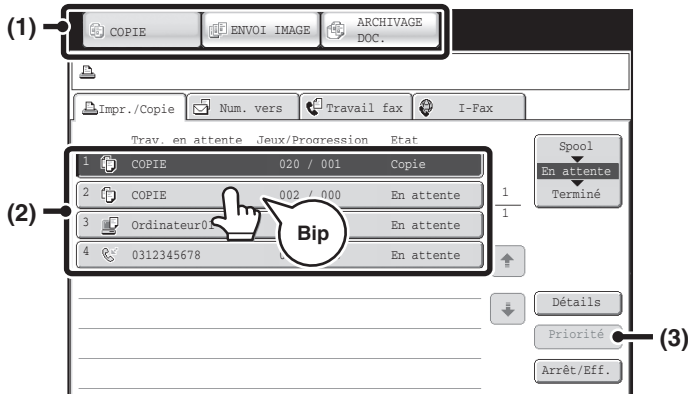 (1)
COPIE
ENVOI IMAGE
ARCHIVAGE
DOC.
Impr./Copie
Num. vers
Travail fax
I-Fax
Trav. en attente Jeux/Progression Etat
1 COPIE 020 / 001 Copie
2 COPIE 002 / 000 En attente
3 Ordinateur01 En attente
4 0312345678 En attente
(2)
Bip
1
1
Spool
En attente
Terminé
Détails
Priorité
(3)
Arrêt/Eff.